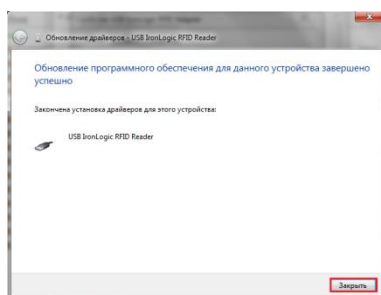 Обновление драйверов - USB IronLogic RFID Reader
Обновление программного обеспечения для данного устройства завершено
успешно
Закончена установка драйверов для этого устройства:
USB IronLogic RFID Reader
Закрыть